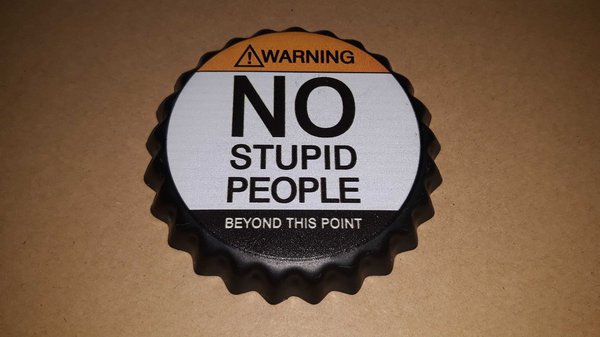 WARNING
NO
STUPID
PEOPLE
BEYOND THIS POINT